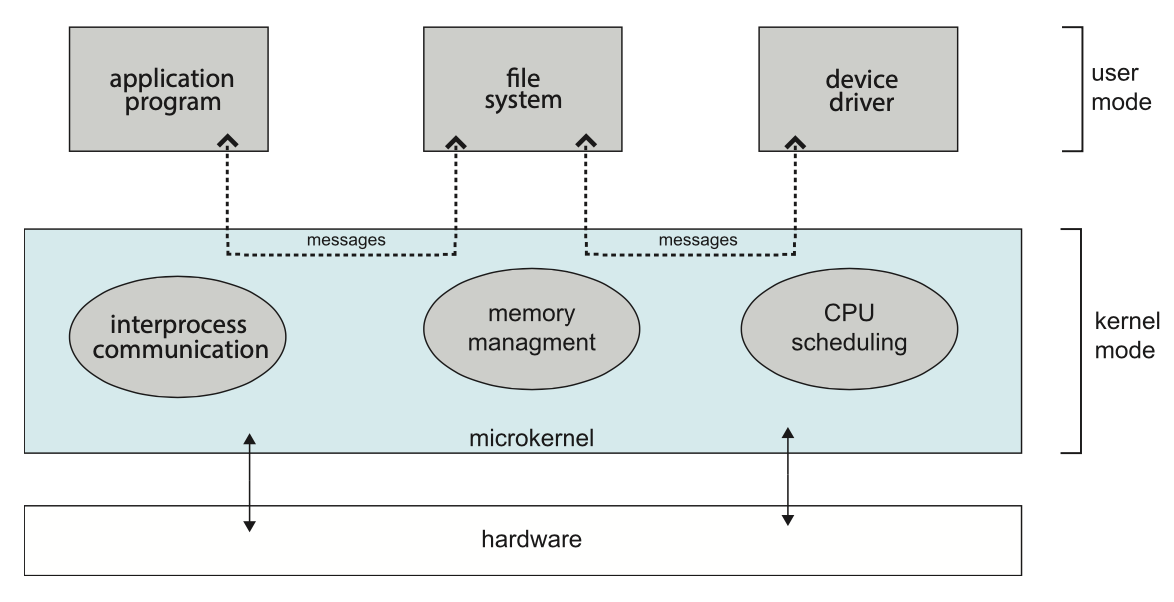 application
program
file
system
device
driver
user
mode
messages
messages
interprocess
communication
memory
managment
CPU
scheduling
kernel
mode
microkernel
hardware